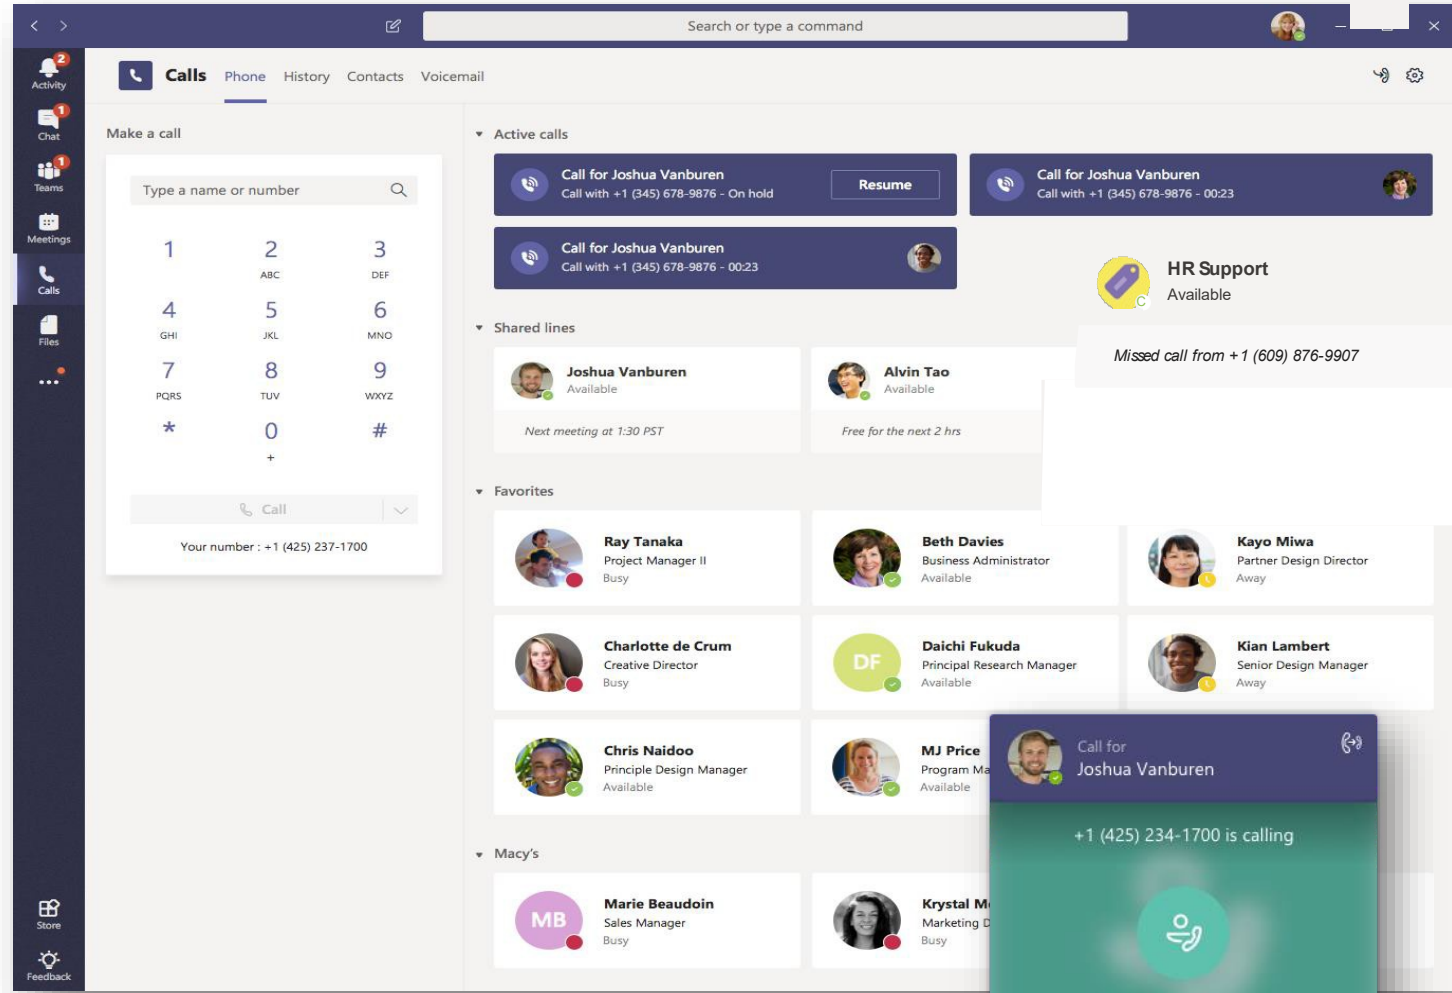 Search or type a command
2
Activity
1
Chat
1
Teams
Meetings
Calls
Files
Store
Feedback
Calls Phone History Contacts Voicemail
Make a call
Type a name or number
1 2 3
ABC DEF
4 5 6
GHI JKL MNO
7 8 9
PQRS TUV WXYZ
* 0 #
+
Call
Your number : +1 (425) 237-1700
Active calls
Call for Joshua Vanburen
Call with +1 (345) 678-9876 - On hold
Resume
Call for Joshua Vanburen
Call with +1 (345) 678-9876 - 00:23
Call for Joshua Vanburen
Call with +1 (345) 678-9876 - 00:23
HR Support
Available
C
Missed call from +1 (609) 876-9907
Shared lines
Joshua Vanburen
Available
Next meeting at 1:30 PST
Alvin Tao
Available
Free for the next 2 hrs
Favorites
Ray Tanaka
Project Manager II
Busy
Beth Davies
Business Administrator
Available
Kayo Miwa
Partner Design Director
Away
Charlotte de Crum
Creative Director
Busy
DF
Daichi Fukuda
Principal Research Manager
Available
Kian Lambert
Senior Design Manager
Away
Chris Naidoo
Principle Design Manager
Available
MJ Price
Program Ma
Available
Macy's
MB
Marie Beaudoin
Sales Manager
Busy
Krystal M
Marketing D
Busy
Call for
Joshua Vanburen
+1 (425) 234-1700 is calling